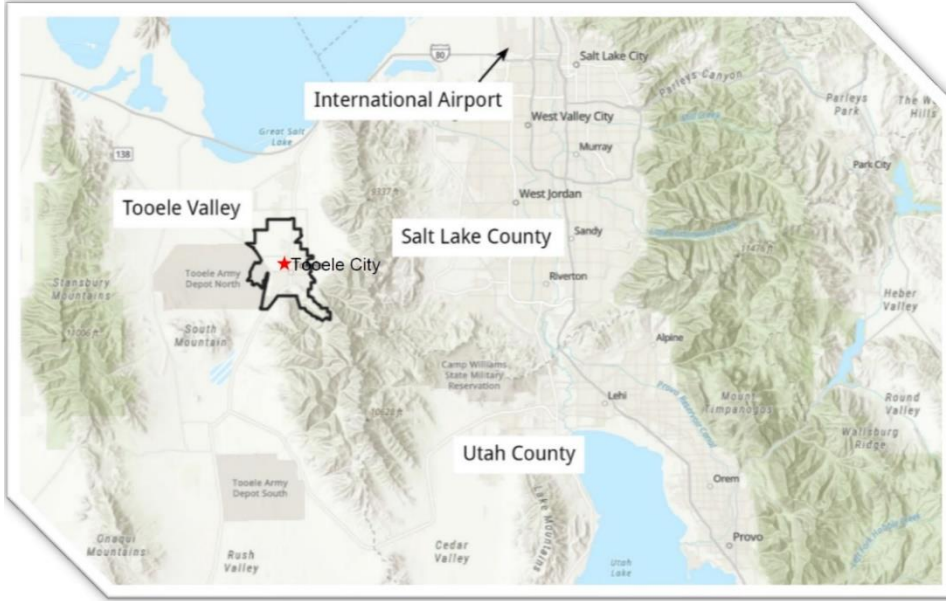 80
Salt Lake City
Parleys Canyon
International Airport
Parleys
Park
West Valley City
Great Salt
Lake
Murray
138
Park City
West Jordan
Tooele Valley
Salt Lake County
Sandy
Tooele City
Tooele Army
Depot North
Riverton
Stansbury
Mountains
Heber
Valley
South
Mountain
Alpine
Camp Williams
State Military
Reservation
Lehi
Mount
Timpanogos
Round
Valley
Wallsburg
Ridge
Utah County
Tooele Army
Depot South
Orem
Lake Mountains
Onaqui
Mountains
Rush
Valley
Cedar
Valley
Provo
Utah
Lake